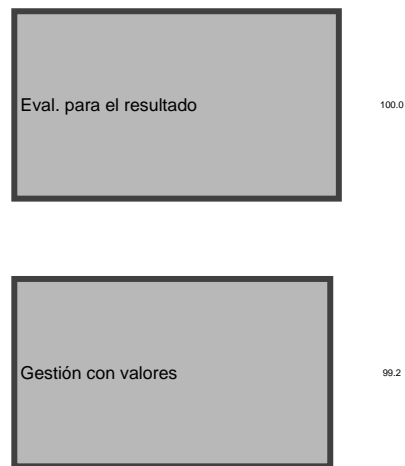 Eval. para el resultado
100.0
Gestión con valores
99.2